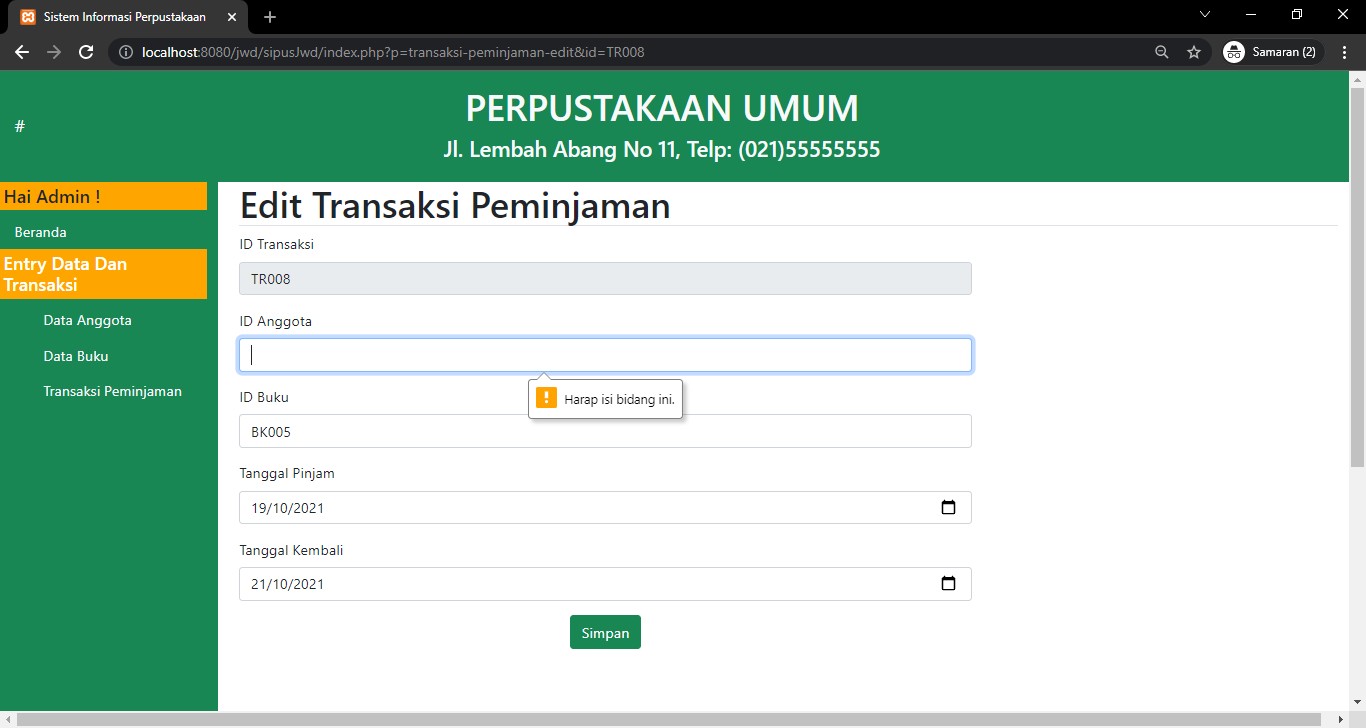 Sistem Informasi Perpustakaan
localhost:8080/jwd/sipusJwd/index.php?p=transaksi-peminjaman-edit&id=TR008
Samaran (2)
#
PERPUSTAKAAN UMUM
Jl. Lembah Abang No 11, Telp: (021)55555555
Hai Admin !
Beranda
Entry Data Dan
Transaksi
Data Anggota
Data Buku
Transaksi Peminjaman
Edit Transaksi Peminjaman
ID Transaksi
TR008
ID Anggota
Harap isi bidang ini.
ID Buku
BK005
Tanggal Pinjam
19/10/2021
Tanggal Kembali
21/10/2021
Simpan